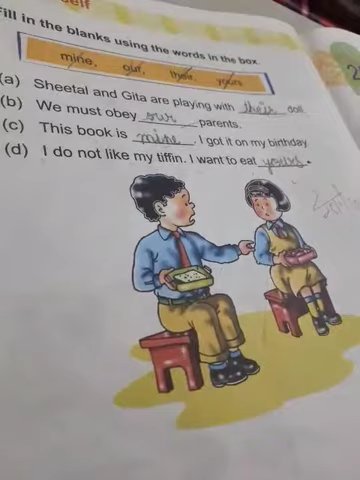 self
Fill in the blanks using the words in the box.
mine, our, their, yours
(a) Sheetal and Gita are playing with their doll.
(b) We must obey our parents.
(c) This book is mine. I got it on my birthday.
(d) I do not like my tiffin. I want to eat yours.
2